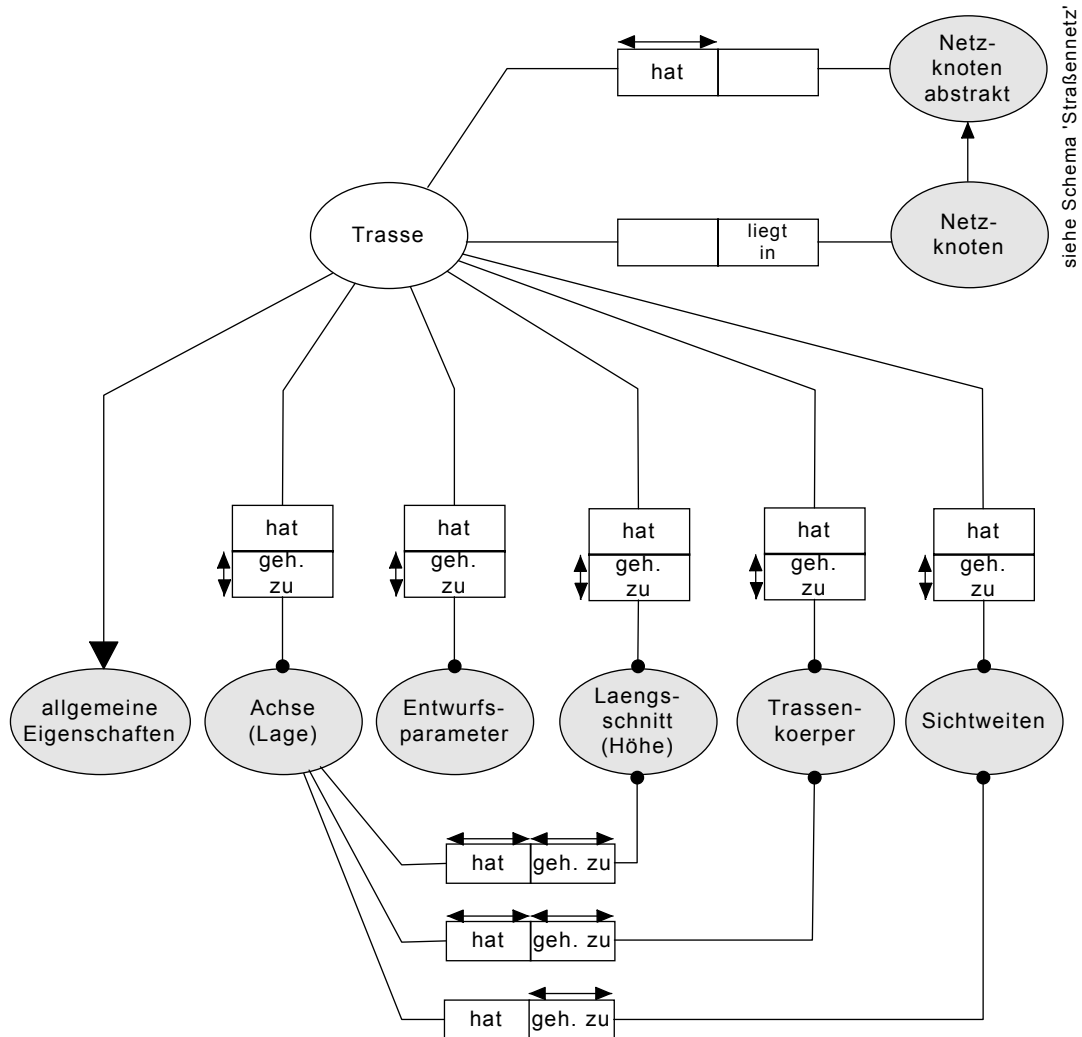 hat
Netz-
knoten
abstrakt
siehe Schema 'Straßennetz'
Trasse
liegt
in
Netz-
knoten
hat
geh.
zu
hat
geh.
zu
hat
geh.
zu
hat
geh.
zu
hat
geh.
zu
allgemeine
Eigenschaften
Achse
(Lage)
Entwurfs-
parameter
Laengs-
schnitt
(Höhe)
Trassen-
koerper
Sichtweiten
hat geh. zu
hat geh. zu
hat geh. zu